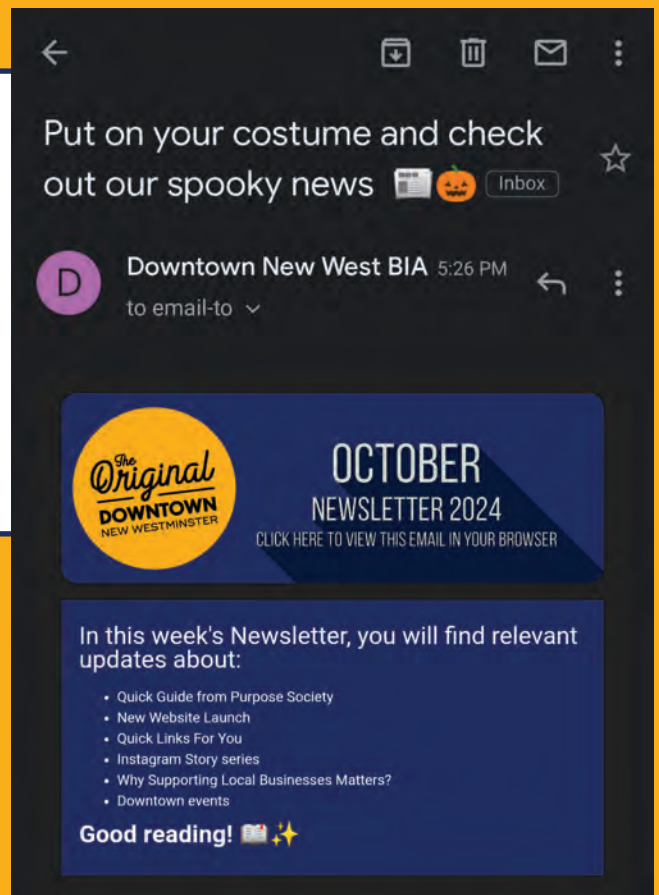 Put on your costume and check
out our spooky news 📰🎃 Inbox
D
Downtown New West BIA 5:26 PM
to email-to
The
Original
DOWNTOWN
NEW WESTMINSTER
OCTOBER
NEWSLETTER 2024
CLICK HERE TO VIEW THIS EMAIL IN YOUR BROWSER
In this week's Newsletter, you will find relevant
updates about:
• Quick Guide from Purpose Society
• New Website Launch
• Quick Links For You
• Instagram Story series
• Why Supporting Local Businesses Matters?
• Downtown events
Good reading! 📖✨